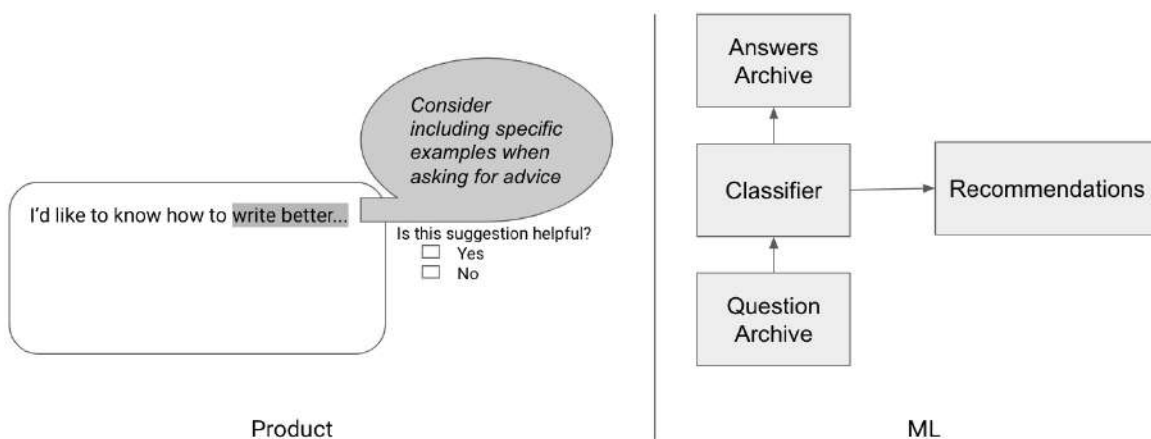 Consider
including specific
examples when
asking for advice
I'd like to know how to write better...
Is this suggestion helpful?
Yes
No
Product
Answers
Archive
Classifier
Recommendations
Question
Archive
ML